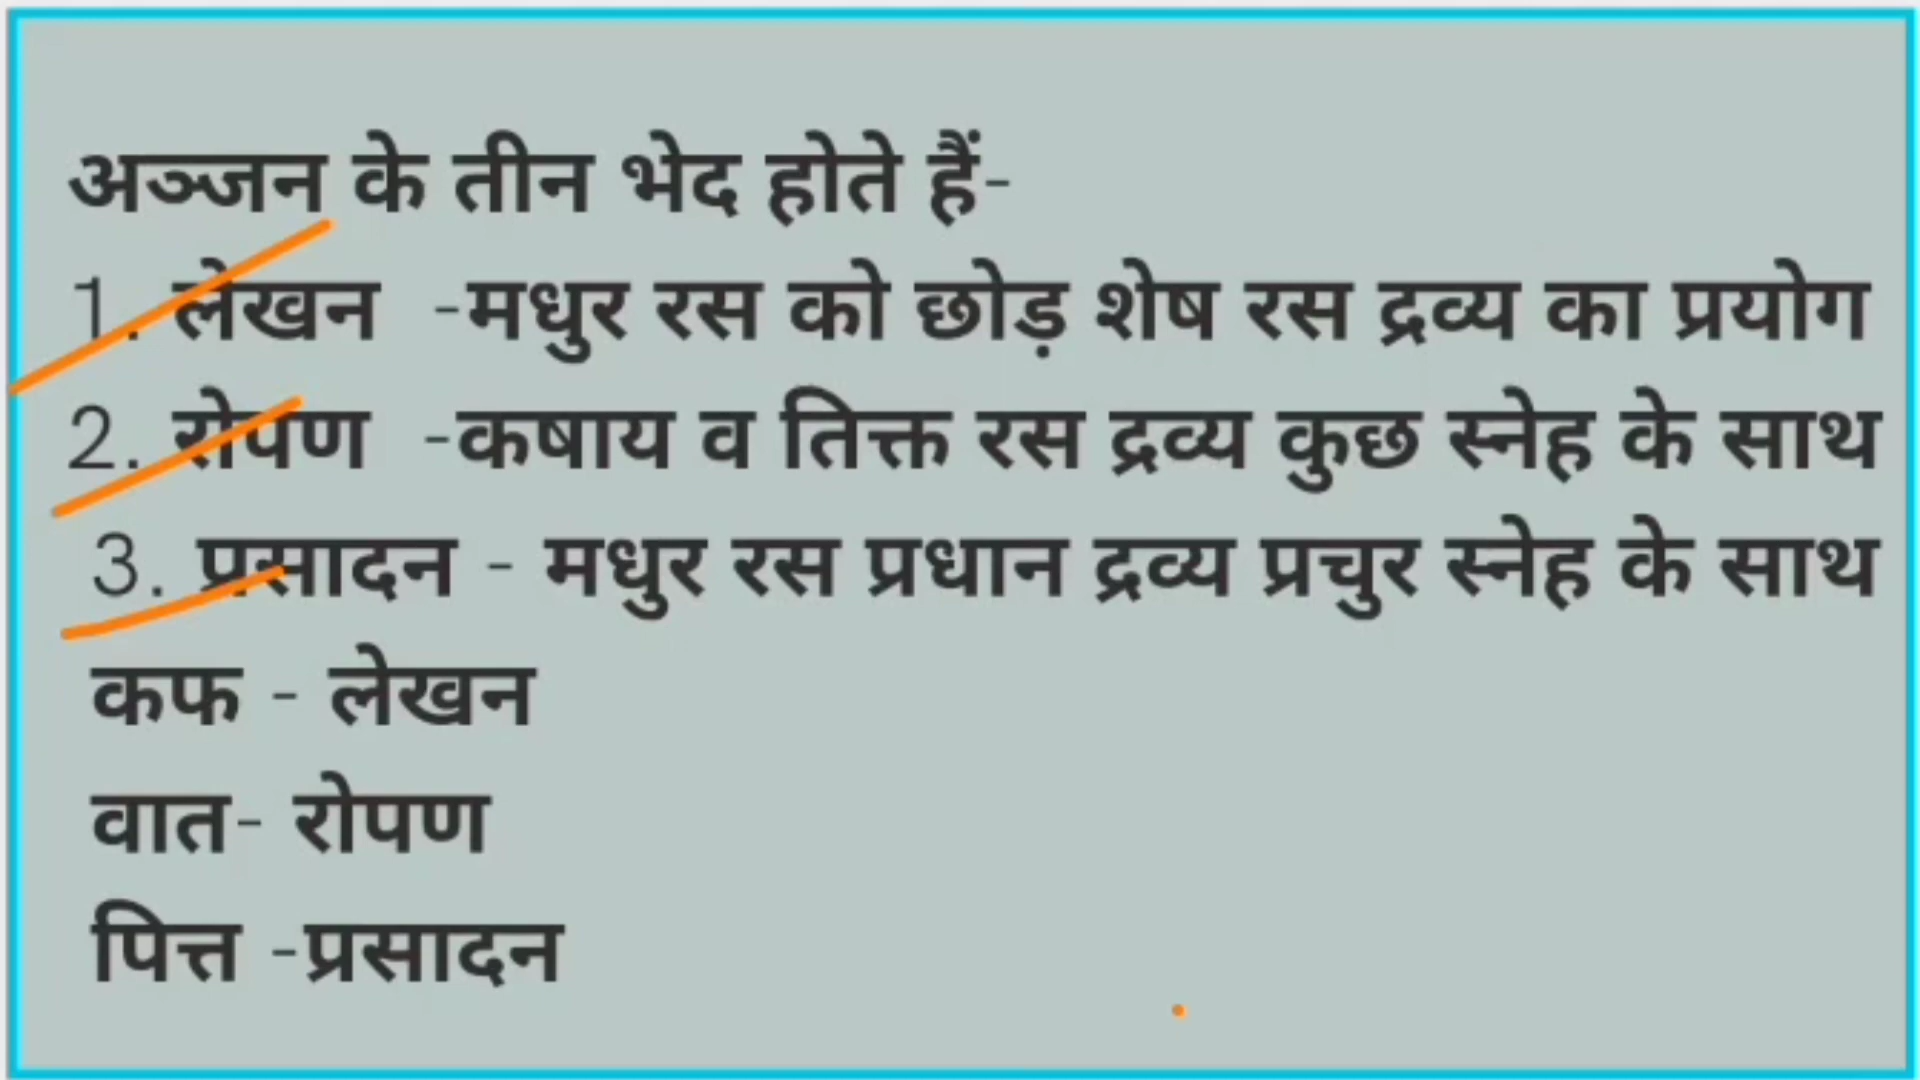 अञ्जन के तीन भेद होते हैं-
1. लेखन -मधुर रस को छोड़ शेष रस द्रव्य का प्रयोग
2. रोपण -कषाय व तिक्त रस द्रव्य कुछ स्नेह के साथ
3. प्रसादन - मधुर रस प्रधान द्रव्य प्रचुर स्नेह के साथ
कफ - लेखन
वात- रोपण
पित्त -प्रसादन